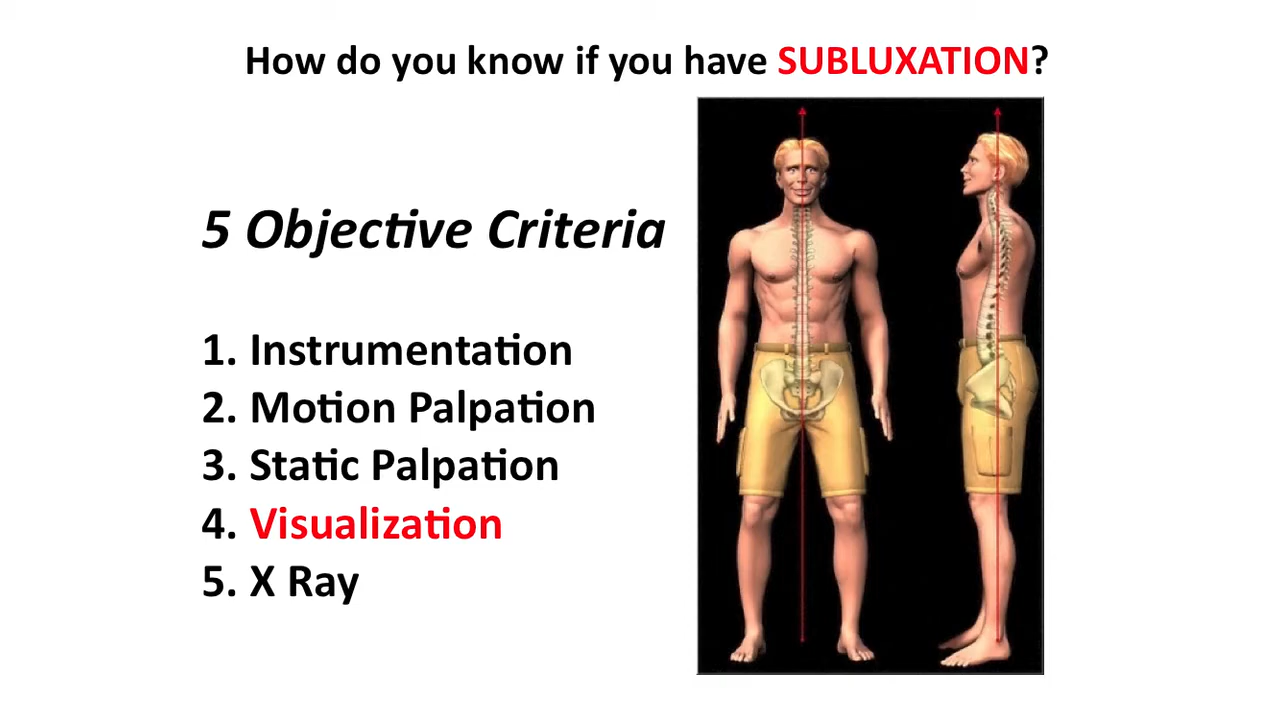 How do you know if you have SUBLUXATION?
5 Objective Criteria
1. Instrumentation
2. Motion Palpation
3. Static Palpation
4. Visualization
5. X Ray